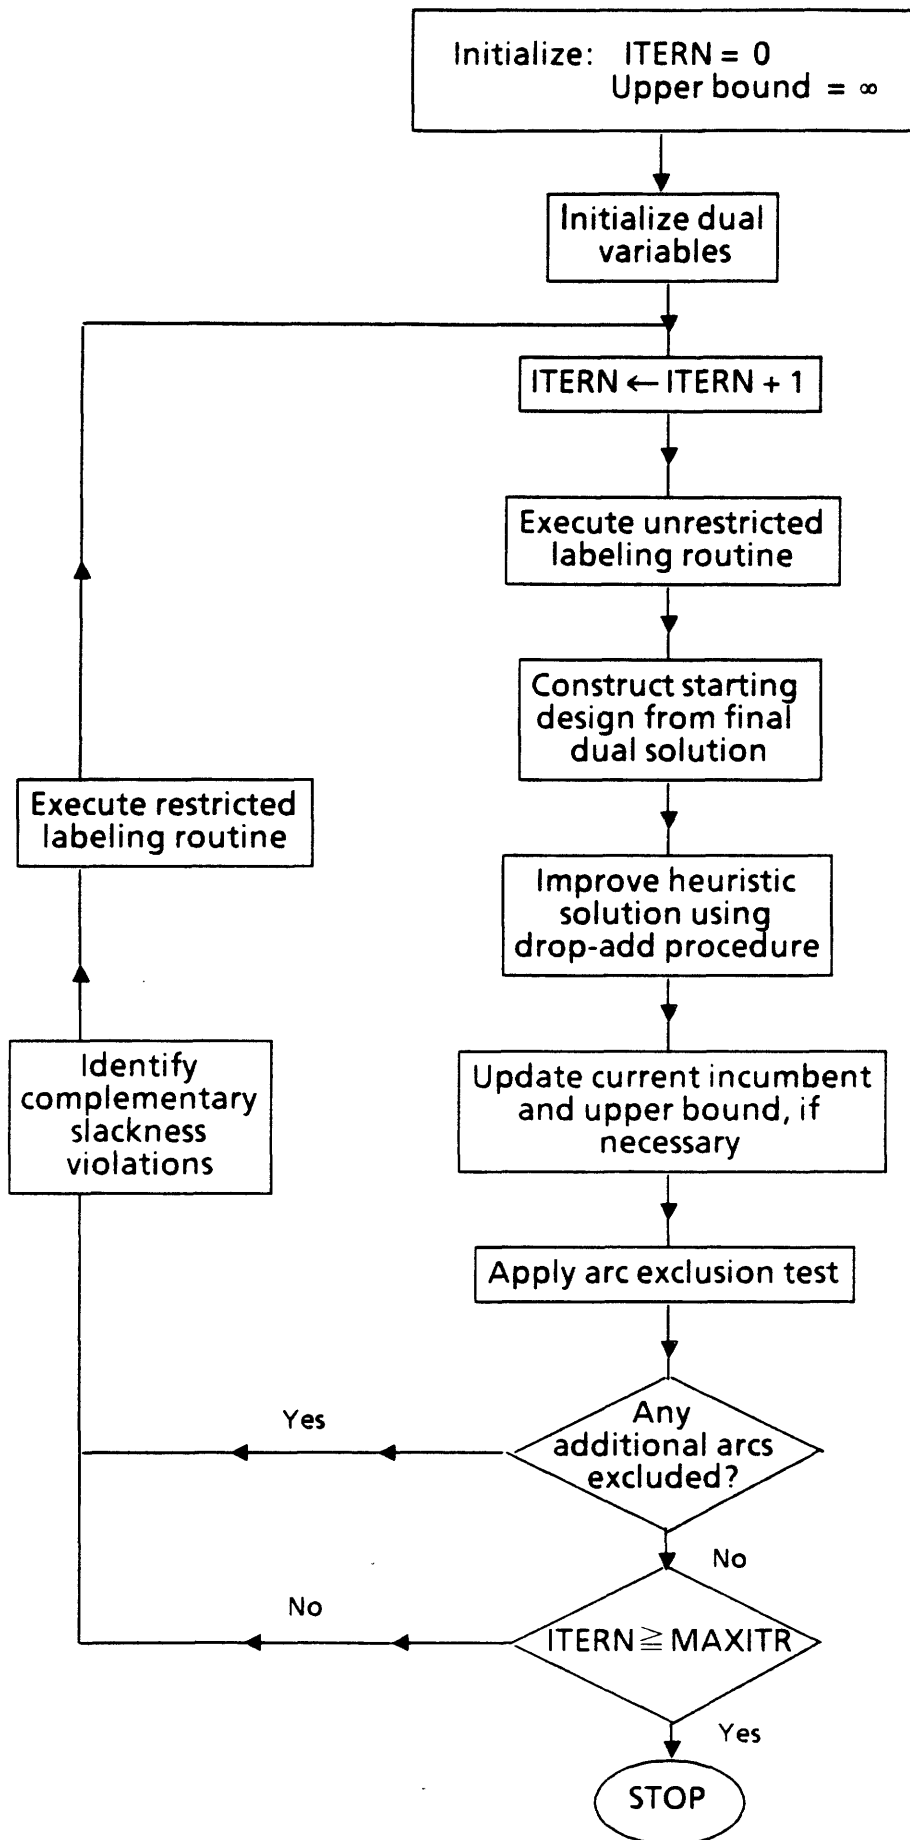 Initialize: ITERN = 0
Upper bound = ∞
Initialize dual
variables
ITERN ← ITERN + 1
Execute unrestricted
labeling routine
Construct starting
design from final
dual solution
Execute restricted
labeling routine
Improve heuristic
solution using
drop-add procedure
Identify
complementary
slackness
violations
Update current incumbent
and upper bound, if
necessary
Apply arc exclusion test
Any
additional arcs
excluded?
Yes
No
ITERN ≧ MAXITR
No
Yes
STOP